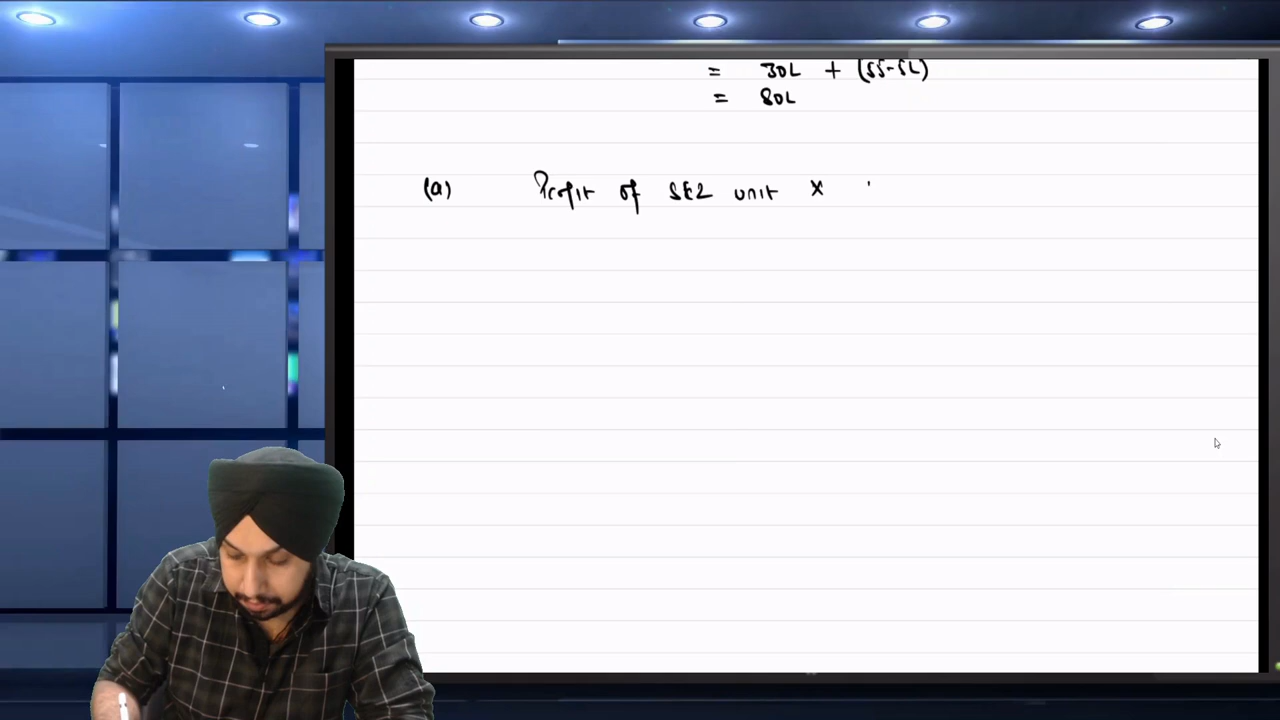 = 30L + (55-5L)
= 80L
(a) Profit of SEZ unit ×